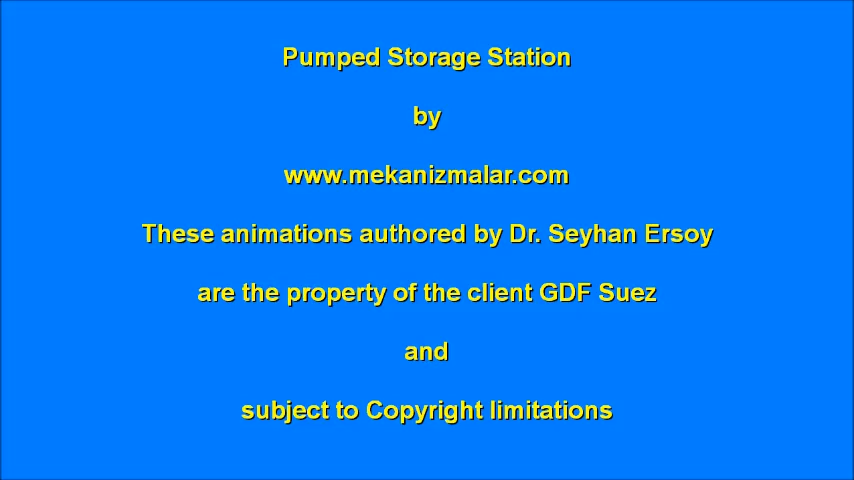 Pumped Storage Station
by
www.mekanizmalar.com
These animations authored by Dr. Seyhan Ersoy
are the property of the client GDF Suez
and
subject to Copyright limitations